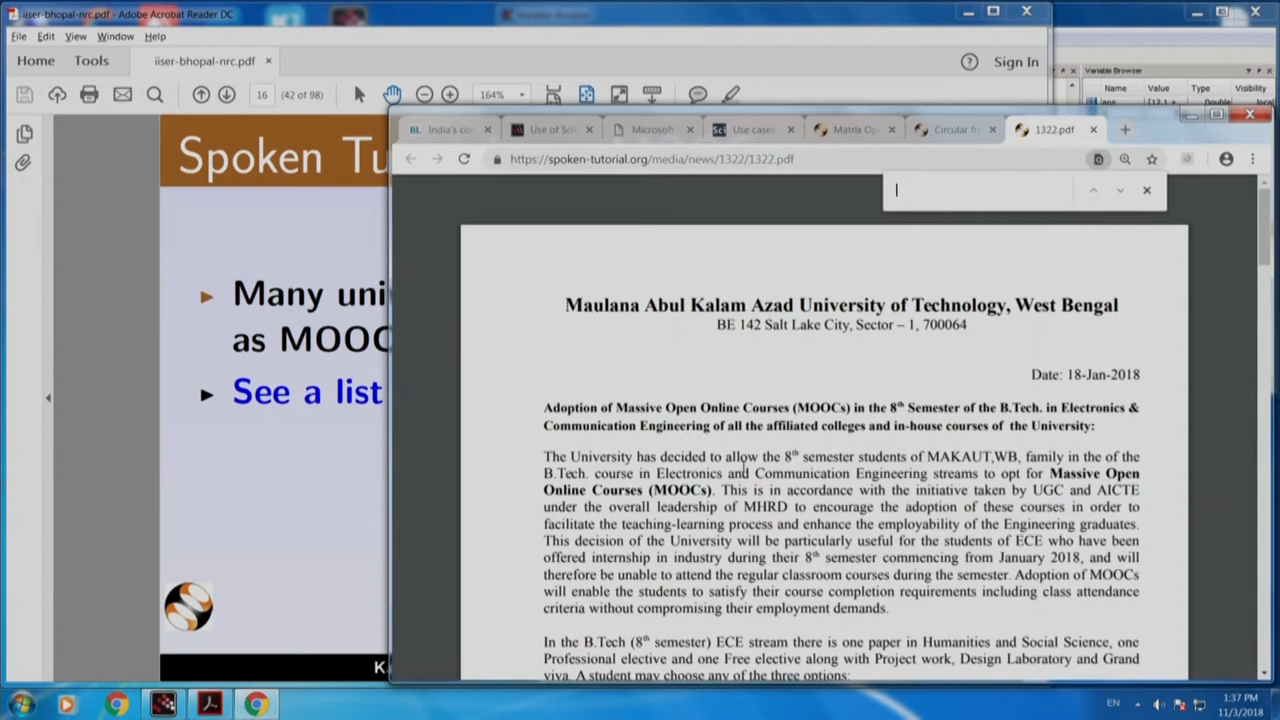 iiser-bhopal-nrc.pdf - Adobe Acrobat Reader DC
File Edit View Window Help
Home Tools iiser-bhopal-nrc.pdf × Sign In
16 (42 of 98) 164%
Variable Browser
Name Value Type Visibility
Spoken Tu
Many uni
as MOOC
See a list
K
India's co
Use of Sci
Microsoft
Use cases
Matrix Op
Circular fr
1322.pdf
https://spoken-tutorial.org/media/news/1322/1322.pdf
Maulana Abul Kalam Azad University of Technology, West Bengal
BE 142 Salt Lake City, Sector – 1, 700064
Date: 18-Jan-2018
Adoption of Massive Open Online Courses (MOOCs) in the 8th Semester of the B.Tech. in Electronics &
Communication Engineering of all the affiliated colleges and in-house courses of the University:
The University has decided to allow the 8th semester students of MAKAUT,WB, family in the of the
B.Tech. course in Electronics and Communication Engineering streams to opt for Massive Open
Online Courses (MOOCs). This is in accordance with the initiative taken by UGC and AICTE
under the overall leadership of MHRD to encourage the adoption of these courses in order to
facilitate the teaching-learning process and enhance the employability of the Engineering graduates.
This decision of the University will be particularly useful for the students of ECE who have been
offered internship in industry during their 8th semester commencing from January 2018, and will
therefore be unable to attend the regular classroom courses during the semester. Adoption of MOOCs
will enable the students to satisfy their course completion requirements including class attendance
criteria without compromising their employment demands.
In the B.Tech (8th semester) ECE stream there is one paper in Humanities and Social Science, one
Professional elective and one Free elective along with Project work, Design Laboratory and Grand
viva. A student may choose any of the three options:
EN 1:37 PM
11/3/2018